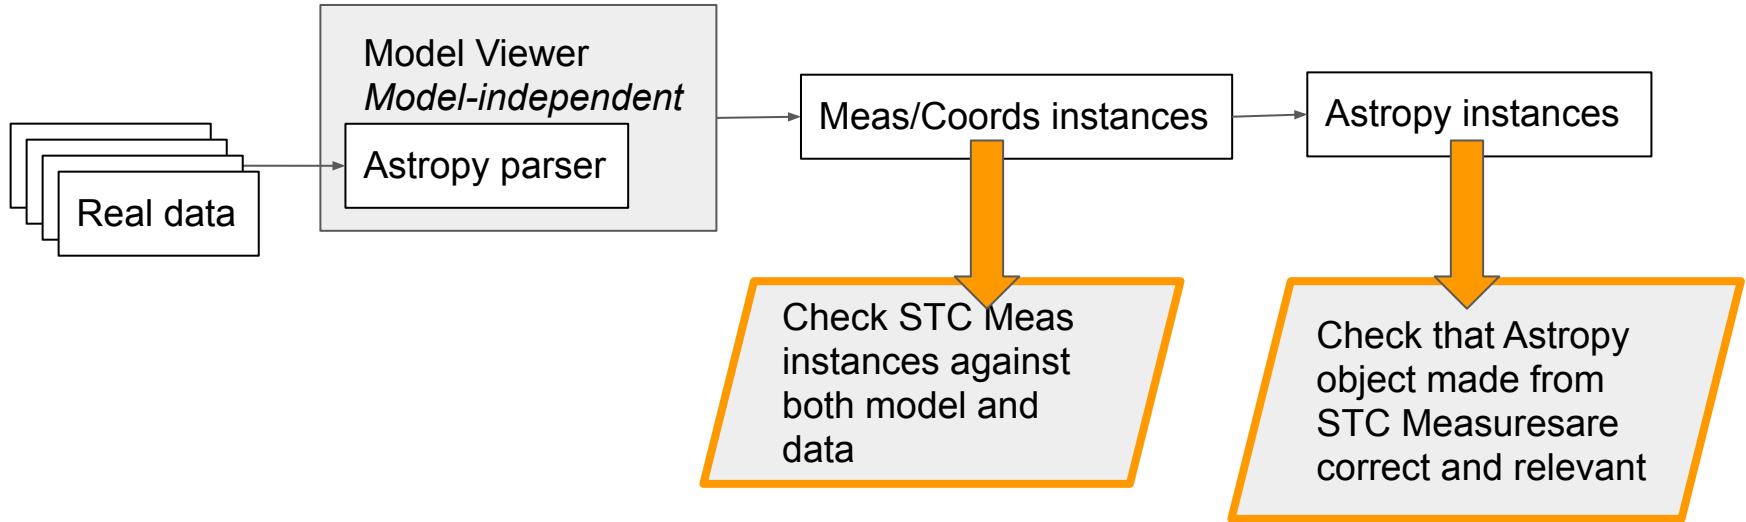 Model Viewer
Model-independent
Astropy parser
Real data
Meas/Coords instances
Astropy instances
Check STC Meas
instances against
both model and
data
Check that Astropy
object made from
STC Measuresare
correct and relevant